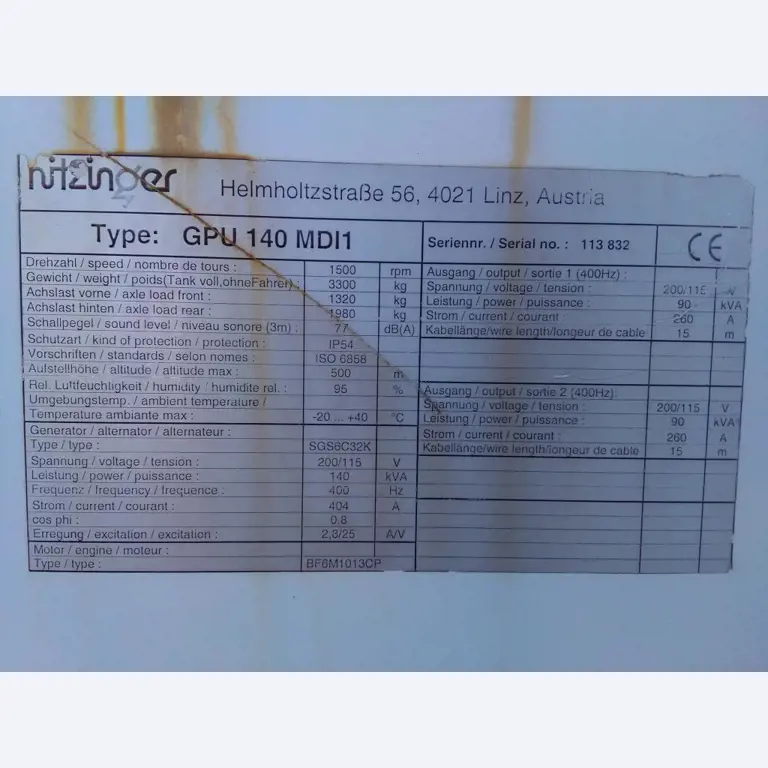 hitzinger Helmholtzstraße 56, 4021 Linz, Austria
Type: GPU 140 MDI1
Seriennr. / Serial no. : 113 832 CE
Drehzahl / speed / nombre de tours : 1500 rpm
Gewicht / weight / poids(Tank voll,ohneFahrer) : 3300 kg
Achslast vorne / axle load front : 1320 kg
Achslast hinten / axle load rear : 1980 kg
Schallpegel / sound level / niveau sonore (3m) : 77 dB(A)
Schutzart / kind of protection / protection : IP54
Vorschriften / standards / selon nomes : ISO 6858
Aufstellhöhe / altitude / altitude max : 500 m
Rel. Luftfeuchtigkeit / humidity / humidite rel. : 95 %
Umgebungstemp. / ambient temperature /
Temperature ambiante max : -20 ... +40 °C
Generator / alternator / alternateur :
Type / type : SGS6C32K
Spannung / voltage / tension : 200/115 V
Leistung / power / puissance : 140 kVA
Frequenz / frequency / frequence : 400 Hz
Strom / current / courant : 404 A
cos phi : 0,8
Erregung / excitation / excitation : 2,3/25 A/V
Motor / engine / moteur :
Type / type : BF6M1013CP
Ausgang / output / sortie 1 (400Hz) :
Spannung / voltage / tension : 200/115 V
Leistung / power / puissance : 90 kVA
Strom / current / courant 260 A
Kabellänge/wire length/longeur de cable 15 m
Ausgang / output / sortie 2 (400Hz):
Spannung / voltage / tension : 200/115 V
Leistung / power / puissance : 90 kVA
Strom / current / courant : 260 A
Kabellänge/wire length/longeur de cable 15 m